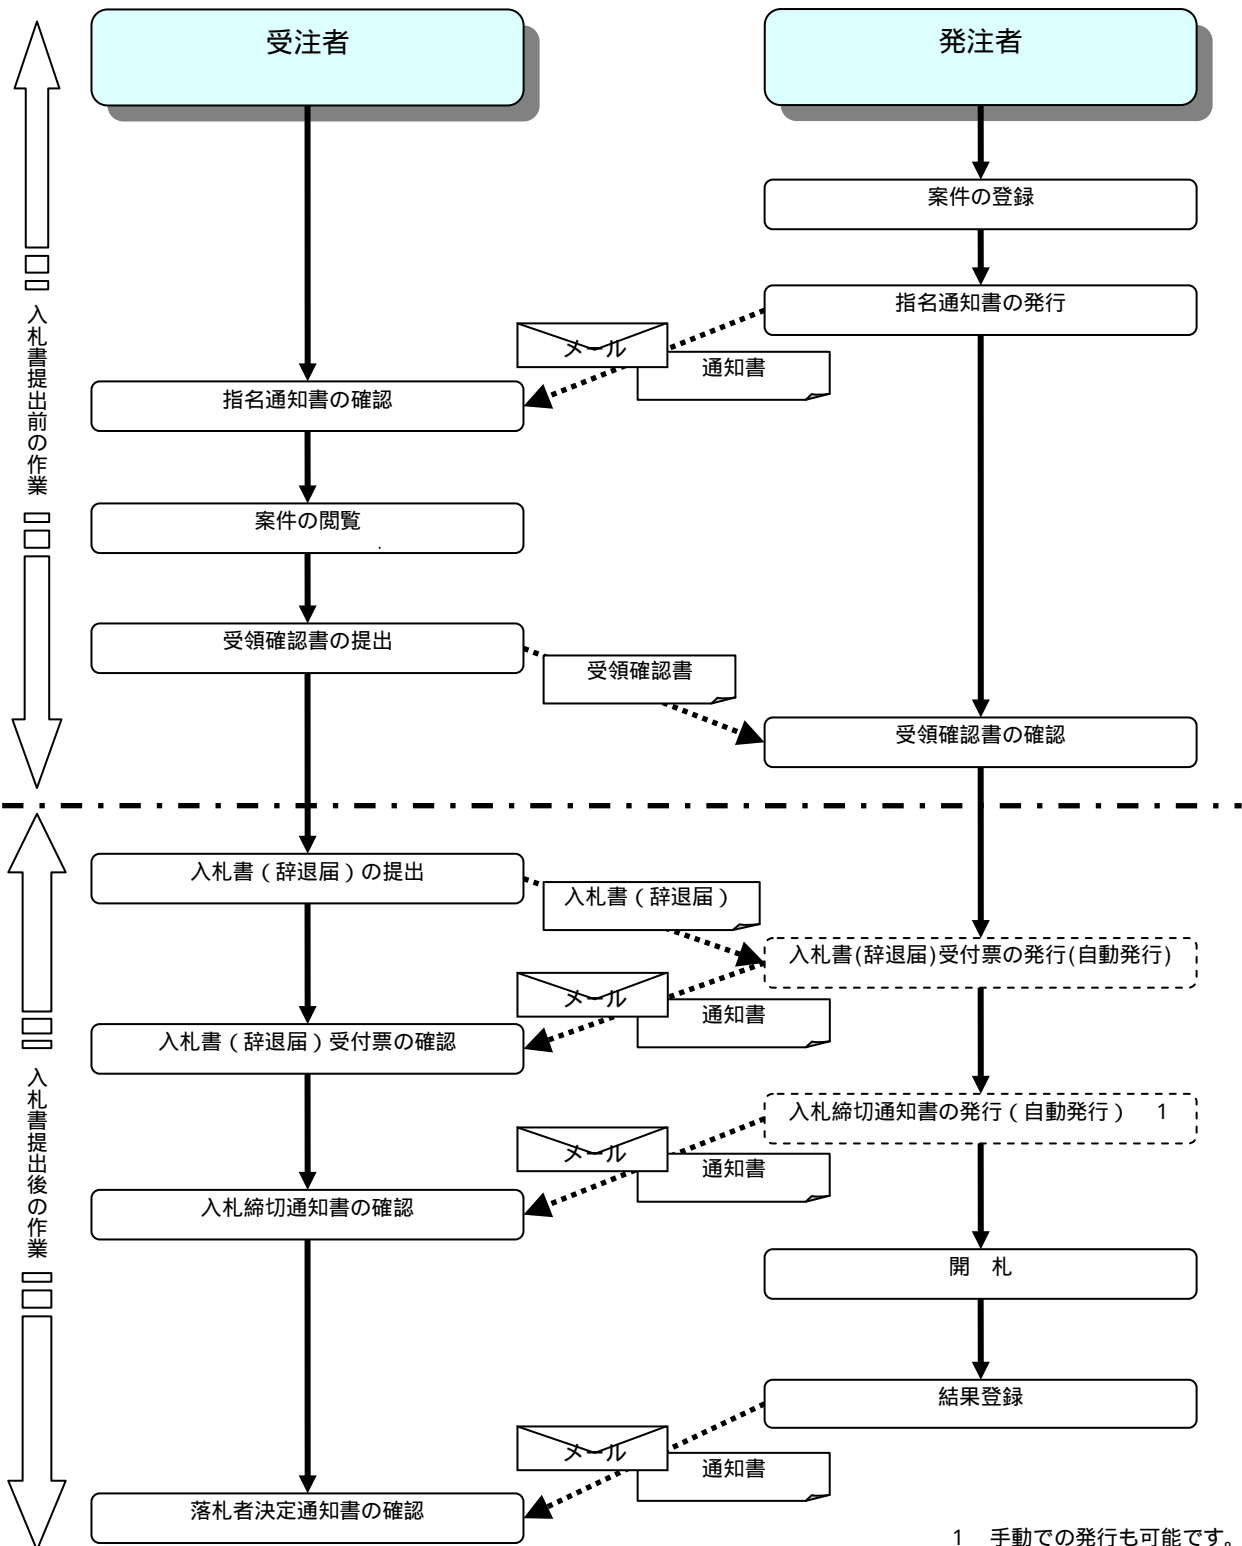 受注者
発注者
案件の登録
指名通知書の発行
メール
通知書
指名通知書の確認
入札書提出前の作業
案件の閲覧
受領確認書の提出
受領確認書
受領確認書の確認
入札書（辞退届）の提出
入札書（辞退届）
入札書(辞退届)受付票の発行(自動発行)
メール
通知書
入札書（辞退届）受付票の確認
入札書提出後の作業
入札締切通知書の発行（自動発行）　1
メール
通知書
入札締切通知書の確認
開　札
結果登録
メール
通知書
落札者決定通知書の確認
1　手動での発行も可能です。